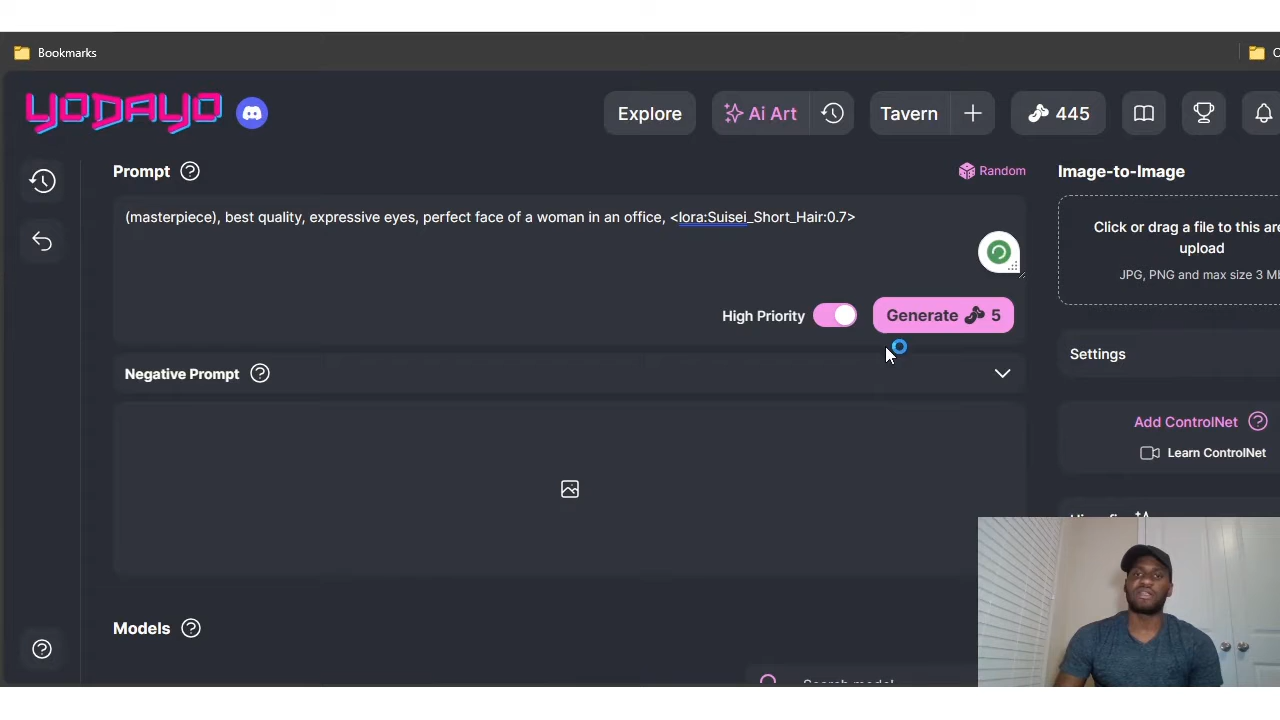 Bookmarks
YODAYO
Explore
Ai Art
Tavern
445
Prompt
Random
Image-to-Image
(masterpiece), best quality, expressive eyes, perfect face of a woman in an office, <lora:Suisei_Short_Hair:0.7>
Click or drag a file to this
upload
JPG, PNG and max size 3
High Priority
Generate 5
Settings
Negative Prompt
Add ControlNet
Learn ControlNet
Models
Search model